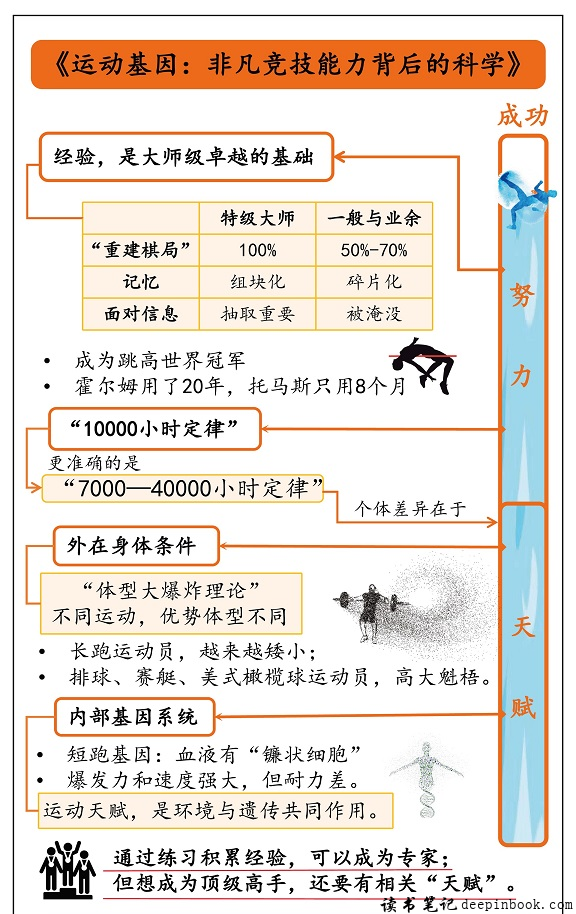 《运动基因：非凡竞技能力背后的科学》
成功
经验，是大师级卓越的基础
特级大师 一般与业余
“重建棋局” 100% 50%-70%
记忆 组块化 碎片化
面对信息 抽取重要 被淹没
努
力
• 成为跳高世界冠军
• 霍尔姆用了20年，托马斯只用8个月
“10000小时定律”
更准确的是
“7000—40000小时定律”
个体差异在于
外在身体条件
“体型大爆炸理论”
不同运动，优势体型不同
天
赋
• 长跑运动员，越来越矮小；
• 排球、赛艇、美式橄榄球运动员，高大魁梧。
内部基因系统
• 短跑基因：血液有“镰状细胞”
• 爆发力和速度强大，但耐力差。
运动天赋，是环境与遗传共同作用。
通过练习积累经验，可以成为专家；
但想成为顶级高手，还要有相关“天赋”。
读书笔记deepinbook.com